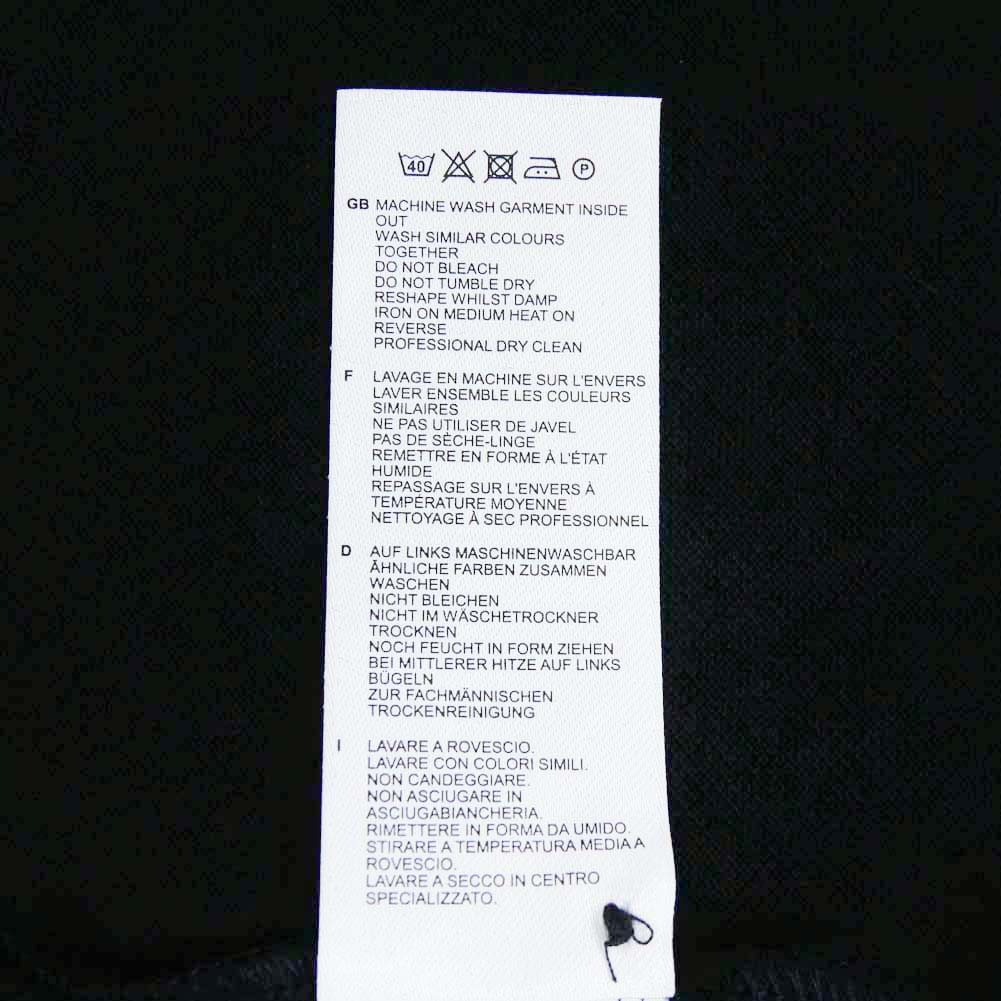 40 P
GB MACHINE WASH GARMENT INSIDE
OUT
WASH SIMILAR COLOURS
TOGETHER
DO NOT BLEACH
DO NOT TUMBLE DRY
RESHAPE WHILST DAMP
IRON ON MEDIUM HEAT ON
REVERSE
PROFESSIONAL DRY CLEAN
F LAVAGE EN MACHINE SUR L'ENVERS
LAVER ENSEMBLE LES COULEURS
SIMILAIRES
NE PAS UTILISER DE JAVEL
PAS DE SÈCHE-LINGE
REMETTRE EN FORME À L'ÉTAT
HUMIDE
REPASSAGE SUR L'ENVERS À
TEMPÉRATURE MOYENNE
NETTOYAGE À SEC PROFESSIONNEL
D AUF LINKS MASCHINENWASCHBAR
ÄHNLICHE FARBEN ZUSAMMEN
WASCHEN
NICHT BLEICHEN
NICHT IM WÄSCHETROCKNER
TROCKNEN
NOCH FEUCHT IN FORM ZIEHEN
BEI MITTLERER HITZE AUF LINKS
BÜGELN
ZUR FACHMÄNNISCHEN
TROCKENREINIGUNG
I LAVARE A ROVESCIO.
LAVARE CON COLORI SIMILI.
NON CANDEGGIARE.
NON ASCIUGARE IN
ASCIUGABIANCHERIA.
RIMETTERE IN FORMA DA UMIDO.
STIRARE A TEMPERATURA MEDIA A
ROVESCIO.
LAVARE A SECCO IN CENTRO
SPECIALIZZATO.